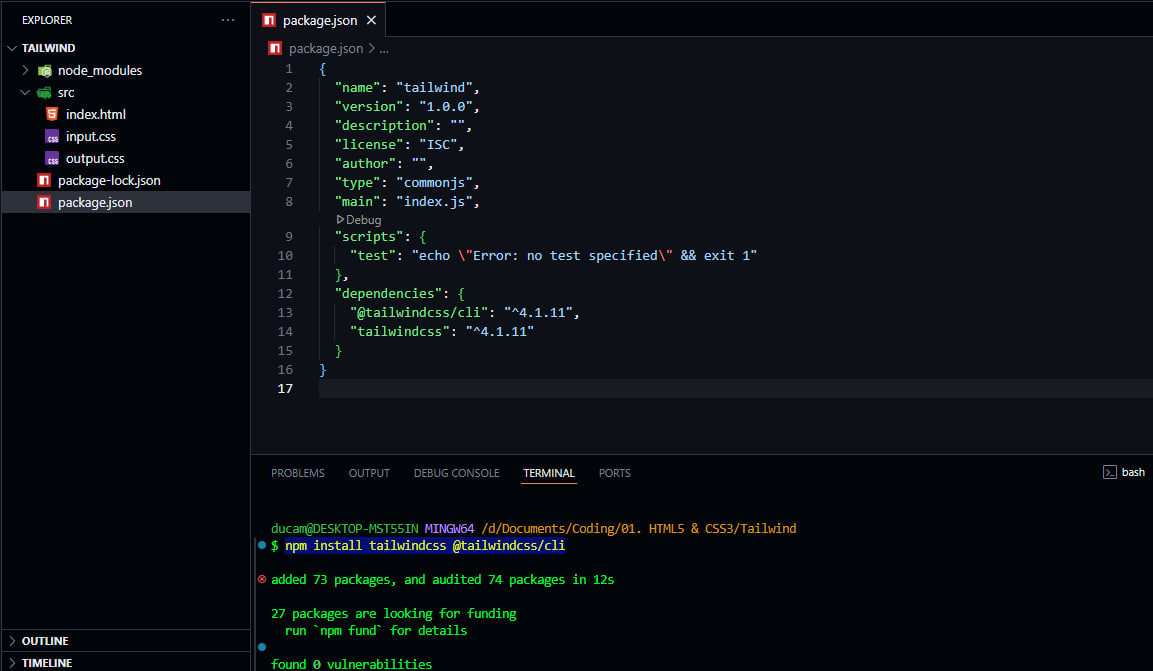 EXPLORER
···
TAILWIND
node_modules
src
index.html
input.css
output.css
package-lock.json
package.json
OUTLINE
TIMELINE
package.json
package.json > ...
1 {
2 "name": "tailwind",
3 "version": "1.0.0",
4 "description": "",
5 "license": "ISC",
6 "author": "",
7 "type": "commonjs",
8 "main": "index.js",
Debug
9 "scripts": {
10 "test": "echo \"Error: no test specified\" && exit 1"
11 },
12 "dependencies": {
13 "@tailwindcss/cli": "^4.1.11",
14 "tailwindcss": "^4.1.11"
15 }
16 }
17
PROBLEMS OUTPUT DEBUG CONSOLE TERMINAL PORTS
bash
ducam@DESKTOP-MST55IN MINGW64 /d/Documents/Coding/01. HTML5 & CSS3/Tailwind
$ npm install tailwindcss @tailwindcss/cli
added 73 packages, and audited 74 packages in 12s
27 packages are looking for funding
run `npm fund` for details
found 0 vulnerabilities